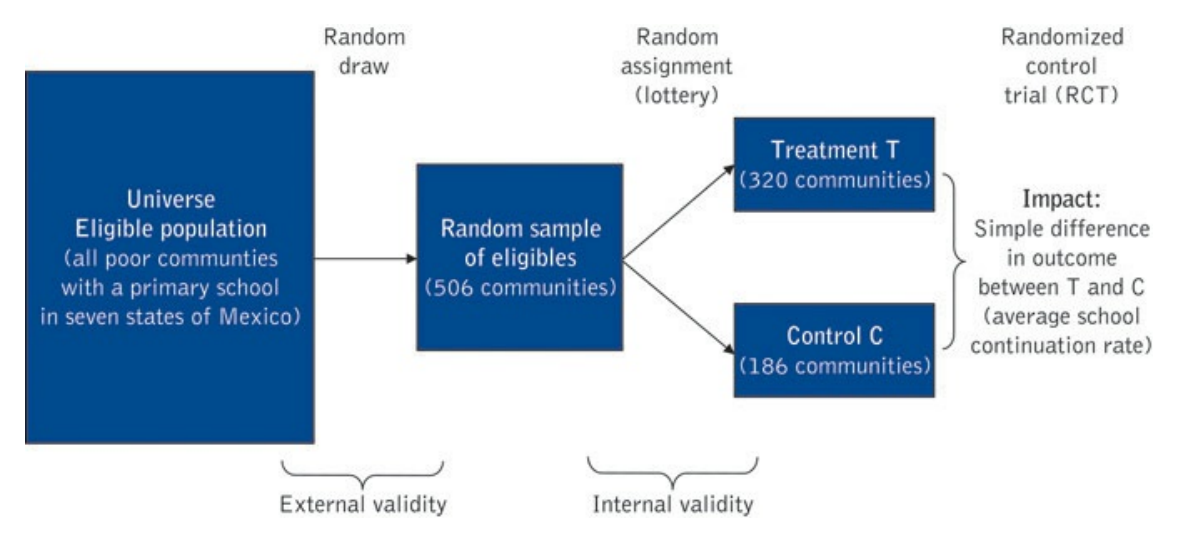 Random
draw
Random
assignment
(lottery)
Randomized
control
trial (RCT)
Universe
Eligible population
(all poor communties
with a primary school
in seven states of Mexico)
Random sample
of eligibles
(506 communities)
Treatment T
(320 communities)
Control C
(186 communities)
Impact:
Simple difference
in outcome
between T and C
(average school
continuation rate)
External validity
Internal validity